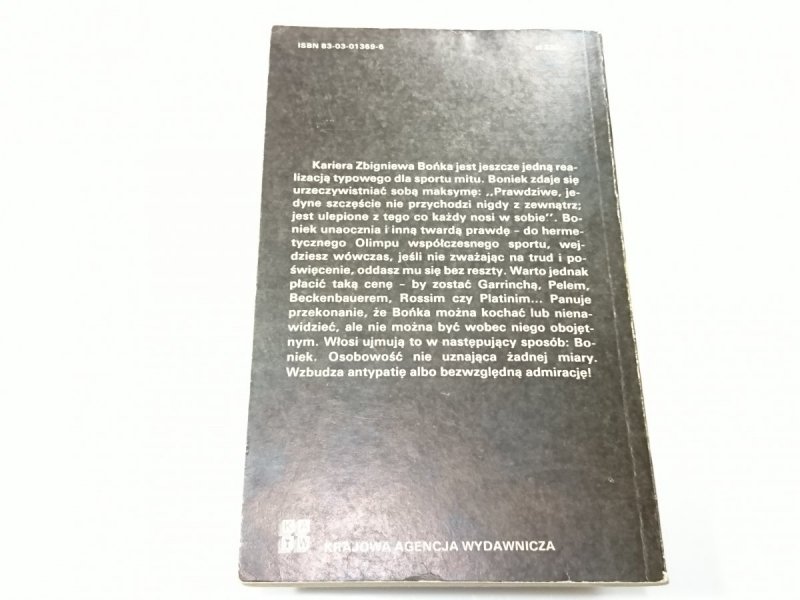 ISBN 83-03-01369-6
zł
Kariera Zbigniewa Bońka jest jeszcze jedną rea-
lizacją typowego dla sportu mitu. Boniek zdaje się
urzeczywistniać sobą maksymę: „Prawdziwe, je-
dyne szczęście nie przychodzi nigdy z zewnątrz;
jest ulepione z tego co każdy nosi w sobie”. Bo-
niek unaocznia i inną twardą prawdę – do herme-
tycznego Olimpu współczesnego sportu, wej-
dziesz wówczas, jeśli nie zważając na trud i po-
święcenie, oddasz mu się bez reszty. Warto jednak
płacić taką cenę – by zostać Garrinchą, Pelem,
Beckenbauerem, Rossim czy Platinim... Panuje
przekonanie, że Bońka można kochać lub niena-
widzieć, ale nie można być wobec niego obojęt-
nym. Włosi ujmują to w następujący sposób: Bo-
niek. Osobowość nie uznająca żadnej miary.
Wzbudza antypatię albo bezwzględną admirację!
KRAJOWA AGENCJA WYDAWNICZA